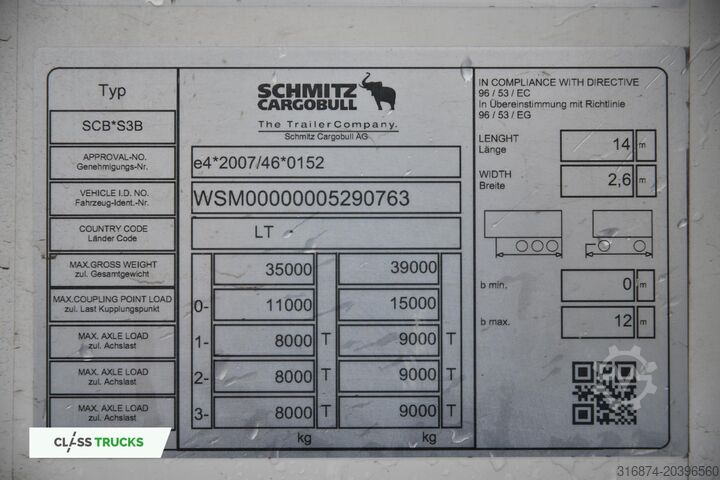 Typ
SCB*S3B
APPROVAL-NO.
Genehmigungs-Nr.
VEHICLE I.D. NO.
Fahrzeug-Ident.-Nr.
COUNTRY CODE
Länder Code
MAX.GROSS WEIGHT
zul. Gesamtgewicht
MAX.COUPLING POINT LOAD
zul. Last Kupplungspunkt
MAX. AXLE LOAD
zul. Achslast
MAX. AXLE LOAD
zul. Achslast
MAX. AXLE LOAD
zul. Achslast
SCHMITZ
CARGOBULL
The TrailerCompany.
Schmitz Cargobull AG
e4*2007/46*0152
WSM00000005290763
LT
35000 39000
0- 11000 15000
1- 8000 T 9000 T
2- 8000 T 9000 T
3- 8000 T 9000 T
kg kg
IN COMPLIANCE WITH DIRECTIVE
96 / 53 / EC
In Übereinstimmung mit Richtlinie
96 / 53 / EG
LENGHT
Länge
14 m
WIDTH
Breite
2,6 m
b min. 0 m
b max. 12 m
CLASSTRUCKS
316874-20396560